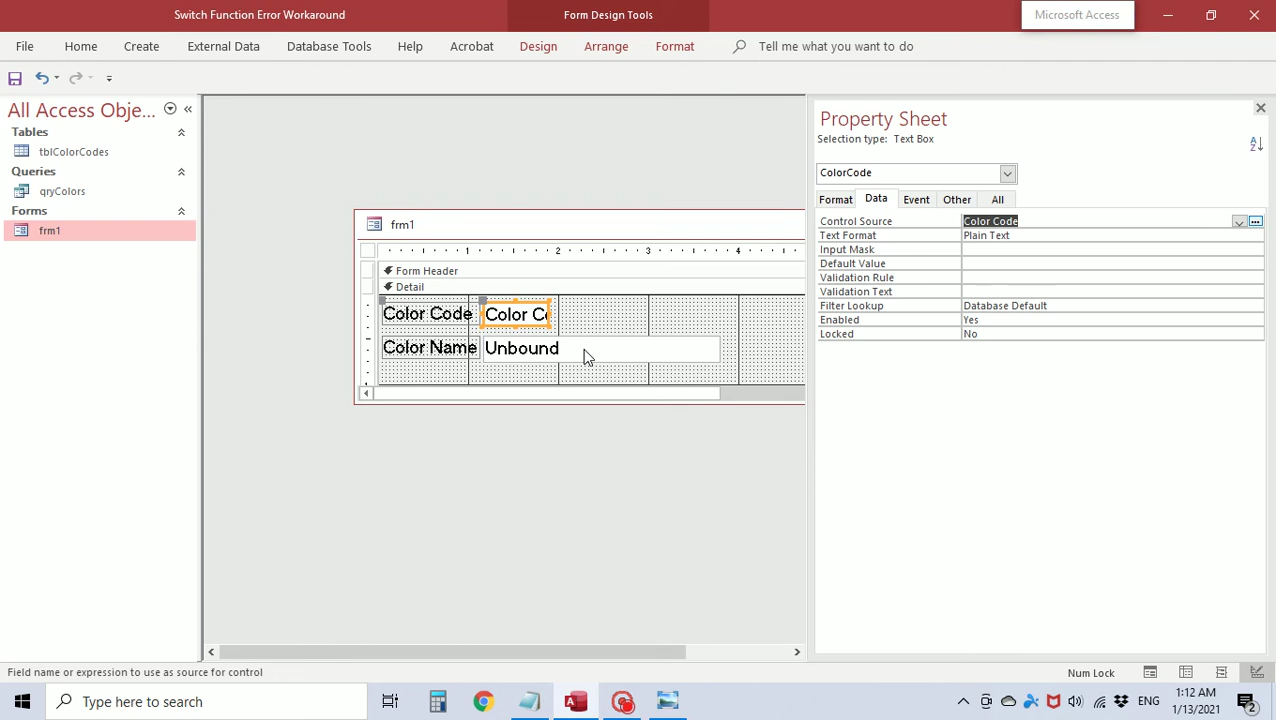 Switch Function Error Workaround
Form Design Tools
Microsoft Access
File Home Create External Data Database Tools Help Acrobat Design Arrange Format Tell me what you want to do
All Access Obje...
Tables
tblColorCodes
Queries
qryColors
Forms
frm1
frm1
1 2 3 4
Form Header
Detail
Color Code Color Co
Color Name Unbound
Property Sheet
Selection type: Text Box
ColorCode
Format Data Event Other All
Control Source Color Code
Text Format Plain Text
Input Mask
Default Value
Validation Rule
Validation Text
Filter Lookup Database Default
Enabled Yes
Locked No
Field name or expression to use as source for control
Num Lock
Type here to search
ENG
1:12 AM
1/13/2021
2